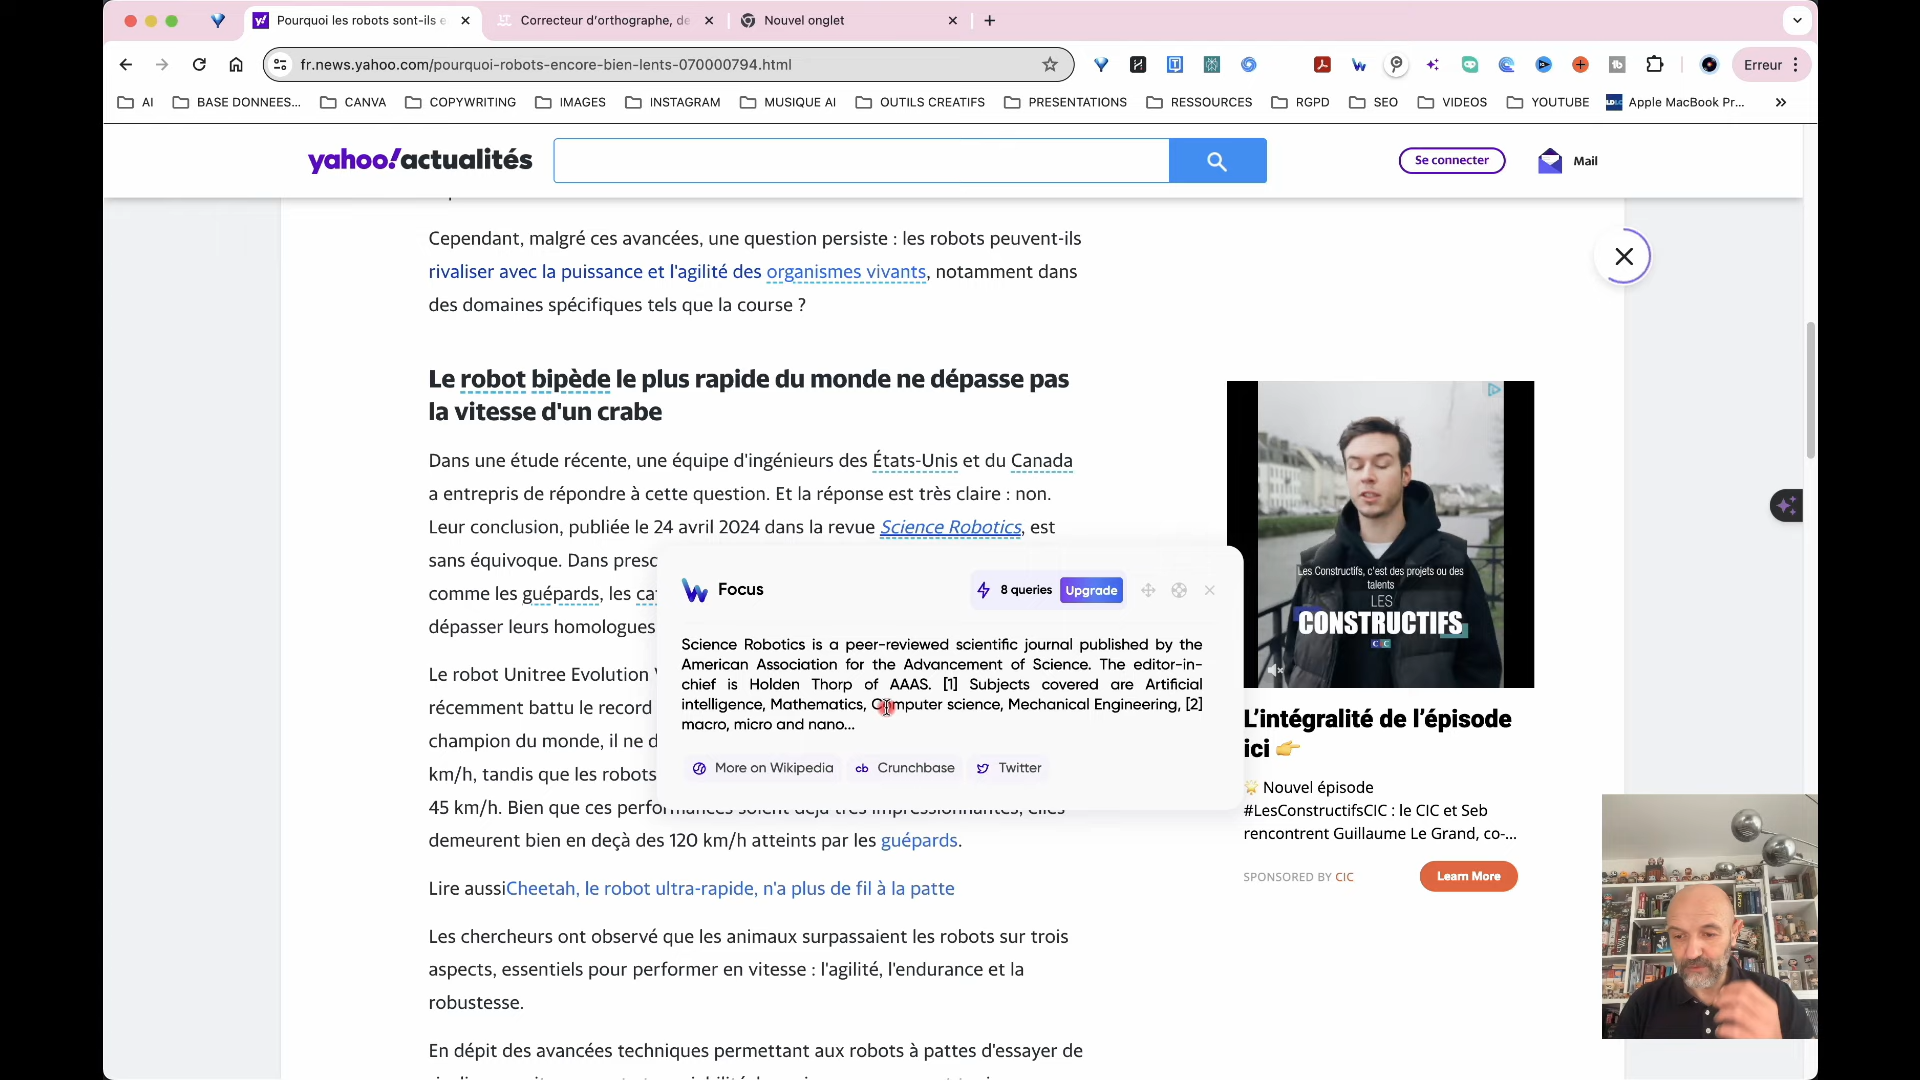 Pourquoi les robots sont-ils e
Correcteur d'orthographe, de
Nouvel onglet
fr.news.yahoo.com/pourquoi-robots-encore-bien-lents-070000794.html
Erreur
AI
BASE DONNEES...
CANVA
COPYWRITING
IMAGES
INSTAGRAM
MUSIQUE AI
OUTILS CREATIFS
PRESENTATIONS
RESSOURCES
RGPD
SEO
VIDEOS
YOUTUBE
Apple MacBook Pr...
yahoo!actualités
Se connecter
Mail
Cependant, malgré ces avancées, une question persiste : les robots peuvent-ils
rivaliser avec la puissance et l'agilité des organismes vivants, notamment dans
des domaines spécifiques tels que la course ?
Le robot bipède le plus rapide du monde ne dépasse pas
la vitesse d'un crabe
Dans une étude récente, une équipe d'ingénieurs des États-Unis et du Canada
a entrepris de répondre à cette question. Et la réponse est très claire : non.
Leur conclusion, publiée le 24 avril 2024 dans la revue Science Robotics, est
sans équivoque. Dans presq
comme les guépards, les
dépasser leurs homologues
Le robot Unitree Evolution
récemment battu le record
champion du monde, il ne d
km/h, tandis que les robots
45 km/h. Bien que ces performances soient déjà très impressionnantes, elles
demeurent bien en deçà des 120 km/h atteints par les guépards.
Lire aussiCheetah, le robot ultra-rapide, n'a plus de fil à la patte
Les chercheurs ont observé que les animaux surpassaient les robots sur trois
aspects, essentiels pour performer en vitesse : l'agilité, l'endurance et la
robustesse.
En dépit des avancées techniques permettant aux robots à pattes d'essayer de
Focus
8 queries
Upgrade
Science Robotics is a peer-reviewed scientific journal published by the
American Association for the Advancement of Science. The editor-in-
chief is Holden Thorp of AAAS. [1] Subjects covered are Artificial
intelligence, Mathematics, Computer science, Mechanical Engineering, [2]
macro, micro and nano...
More on Wikipedia
cb Crunchbase
Twitter
Les Constructifs, c'est des projets ou des
talents
LES
CONSTRUCTIFS
CIC
L'intégralité de l'épisode
ici 👉
🌟 Nouvel épisode
#LesConstructifsCIC : le CIC et Seb
rencontrent Guillaume Le Grand, co-...
SPONSORED BY CIC
Learn More